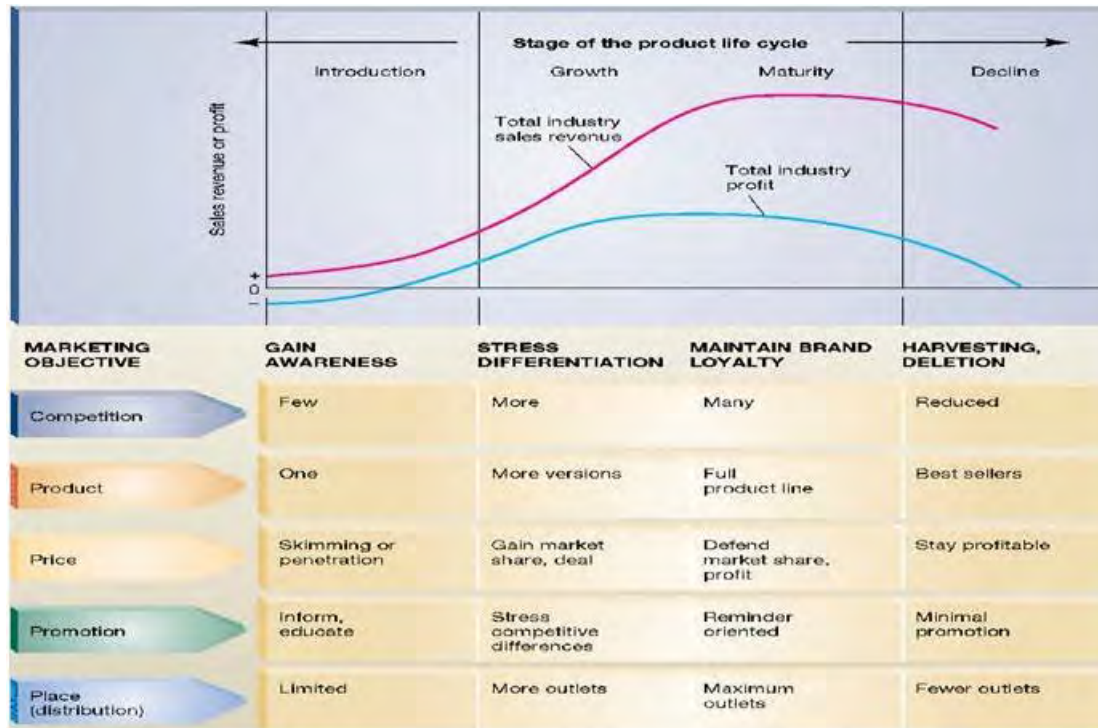 Stage of the product life cycle
Introduction Growth Maturity Decline
Sales revenue or profit
Total industry
sales revenue
Total industry
profit
+
0
–
MARKETING
OBJECTIVE
GAIN
AWARENESS
STRESS
DIFFERENTIATION
MAINTAIN BRAND
LOYALTY
HARVESTING,
DELETION
Competition
Few
More
Many
Reduced
Product
One
More versions
Full
product line
Best sellers
Price
Skimming or
penetration
Gain market
share, deal
Defend
market share,
profit
Stay profitable
Promotion
Inform,
educate
Stress
competitive
differences
Reminder
oriented
Minimal
promotion
Place
(distribution)
Limited
More outlets
Maximum
outlets
Fewer outlets